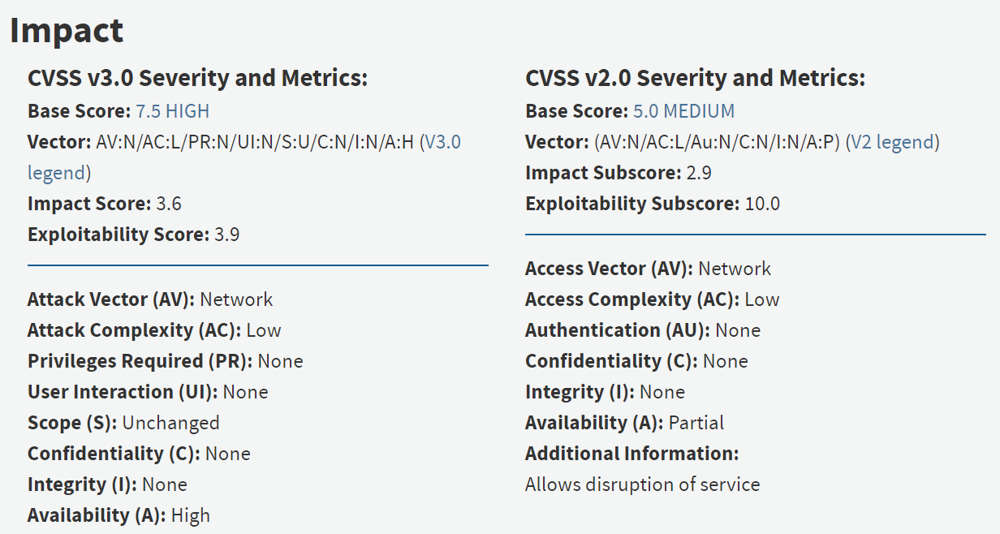 Impact
CVSS v3.0 Severity and Metrics:
Base Score: 7.5 HIGH
Vector: AV:N/AC:L/PR:N/UI:N/S:U/C:N/I:N/A:H (V3.0
legend)
Impact Score: 3.6
Exploitability Score: 3.9
Attack Vector (AV): Network
Attack Complexity (AC): Low
Privileges Required (PR): None
User Interaction (UI): None
Scope (S): Unchanged
Confidentiality (C): None
Integrity (I): None
Availability (A): High
CVSS v2.0 Severity and Metrics:
Base Score: 5.0 MEDIUM
Vector: (AV:N/AC:L/Au:N/C:N/I:N/A:P) (V2 legend)
Impact Subscore: 2.9
Exploitability Subscore: 10.0
Access Vector (AV): Network
Access Complexity (AC): Low
Authentication (AU): None
Confidentiality (C): None
Integrity (I): None
Availability (A): Partial
Additional Information:
Allows disruption of service